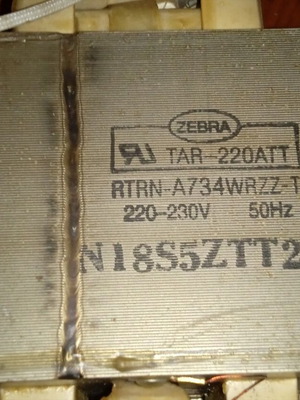 ZEBRA
TAR-220ATT
RTRN-A734WRZZ-T
220-230V 50Hz
N18S5ZTT2